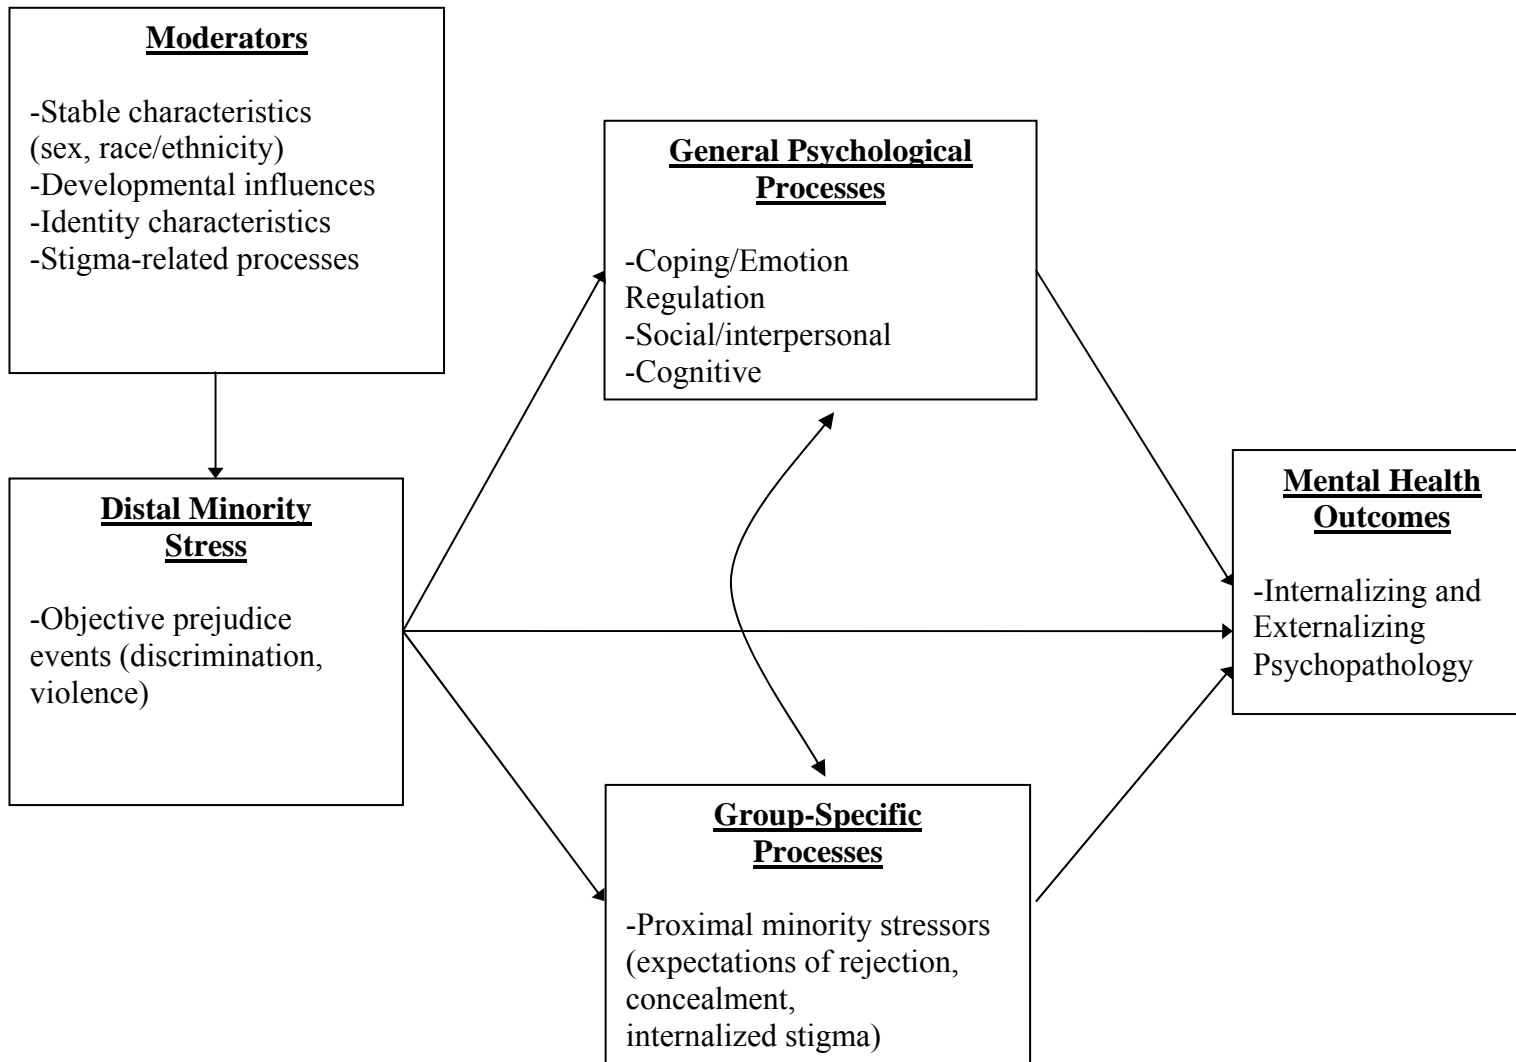 Moderators
-Stable characteristics
(sex, race/ethnicity)
-Developmental influences
-Identity characteristics
-Stigma-related processes
General Psychological
Processes
-Coping/Emotion
Regulation
-Social/interpersonal
-Cognitive
Distal Minority
Stress
-Objective prejudice
events (discrimination,
violence)
Mental Health
Outcomes
-Internalizing and
Externalizing
Psychopathology
Group-Specific
Processes
-Proximal minority stressors
(expectations of rejection,
concealment,
internalized stigma)